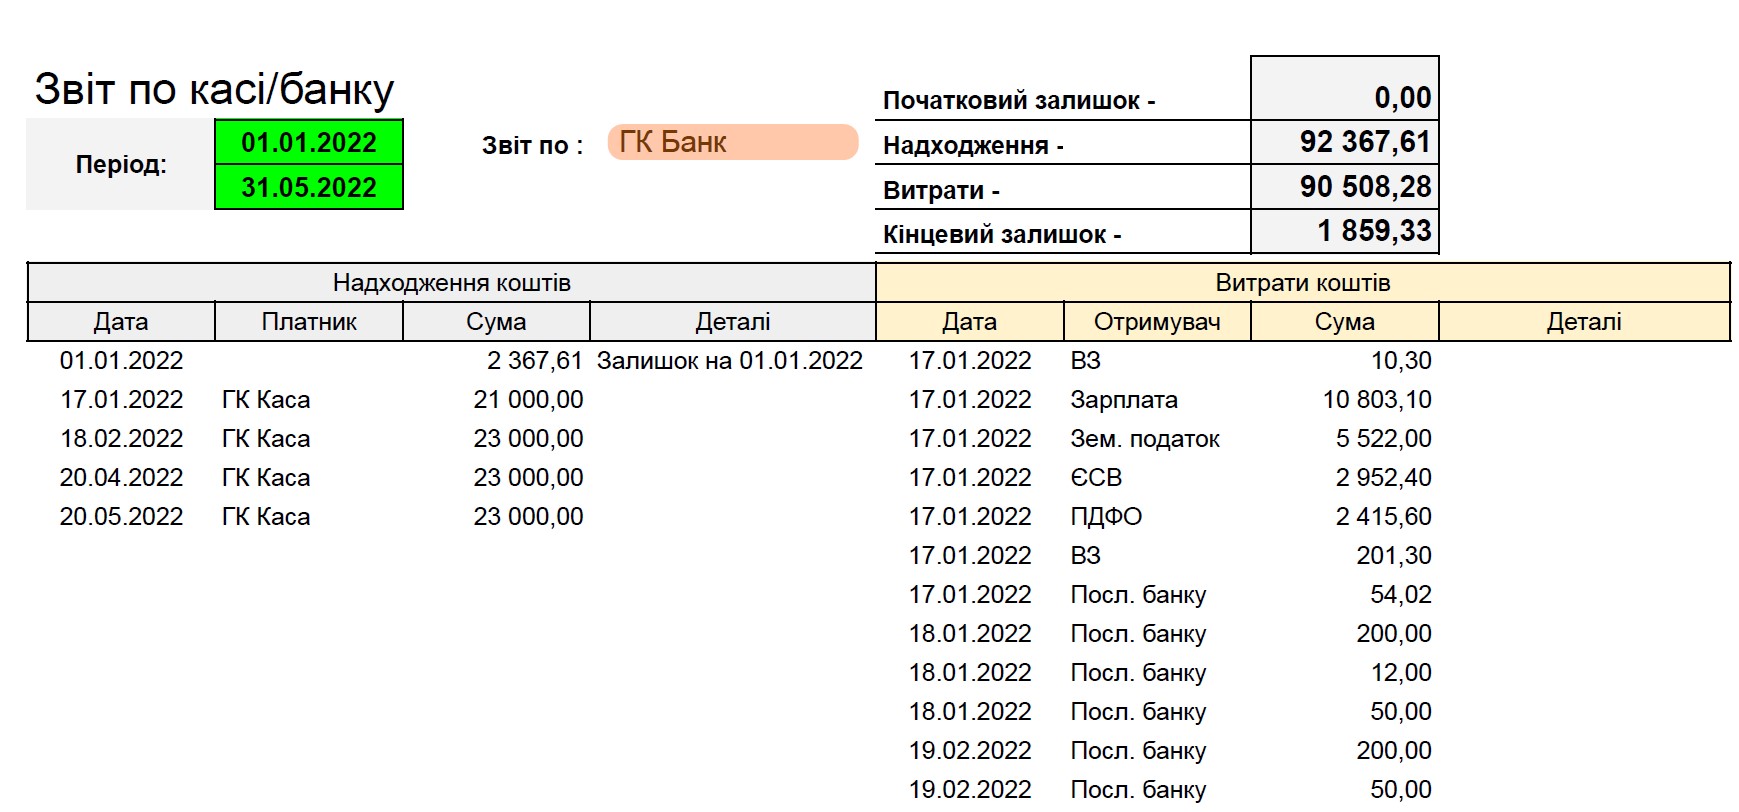 Звіт по касі/банку
Період:
01.01.2022
31.05.2022
Звіт по :
ГК Банк
Початковий залишок - 0,00
Надходження - 92 367,61
Витрати - 90 508,28
Кінцевий залишок - 1 859,33
Надходження коштів Витрати коштів
Дата Платник Сума Деталі Дата Отримувач Сума Деталі
01.01.2022 2 367,61 Залишок на 01.01.2022 17.01.2022 ВЗ 10,30
17.01.2022 ГК Каса 21 000,00 17.01.2022 Зарплата 10 803,10
18.02.2022 ГК Каса 23 000,00 17.01.2022 Зем. податок 5 522,00
20.04.2022 ГК Каса 23 000,00 17.01.2022 ЄСВ 2 952,40
20.05.2022 ГК Каса 23 000,00 17.01.2022 ПДФО 2 415,60
17.01.2022 ВЗ 201,30
17.01.2022 Посл. банку 54,02
18.01.2022 Посл. банку 200,00
18.01.2022 Посл. банку 12,00
18.01.2022 Посл. банку 50,00
19.02.2022 Посл. банку 200,00
19.02.2022 Посл. банку 50,00